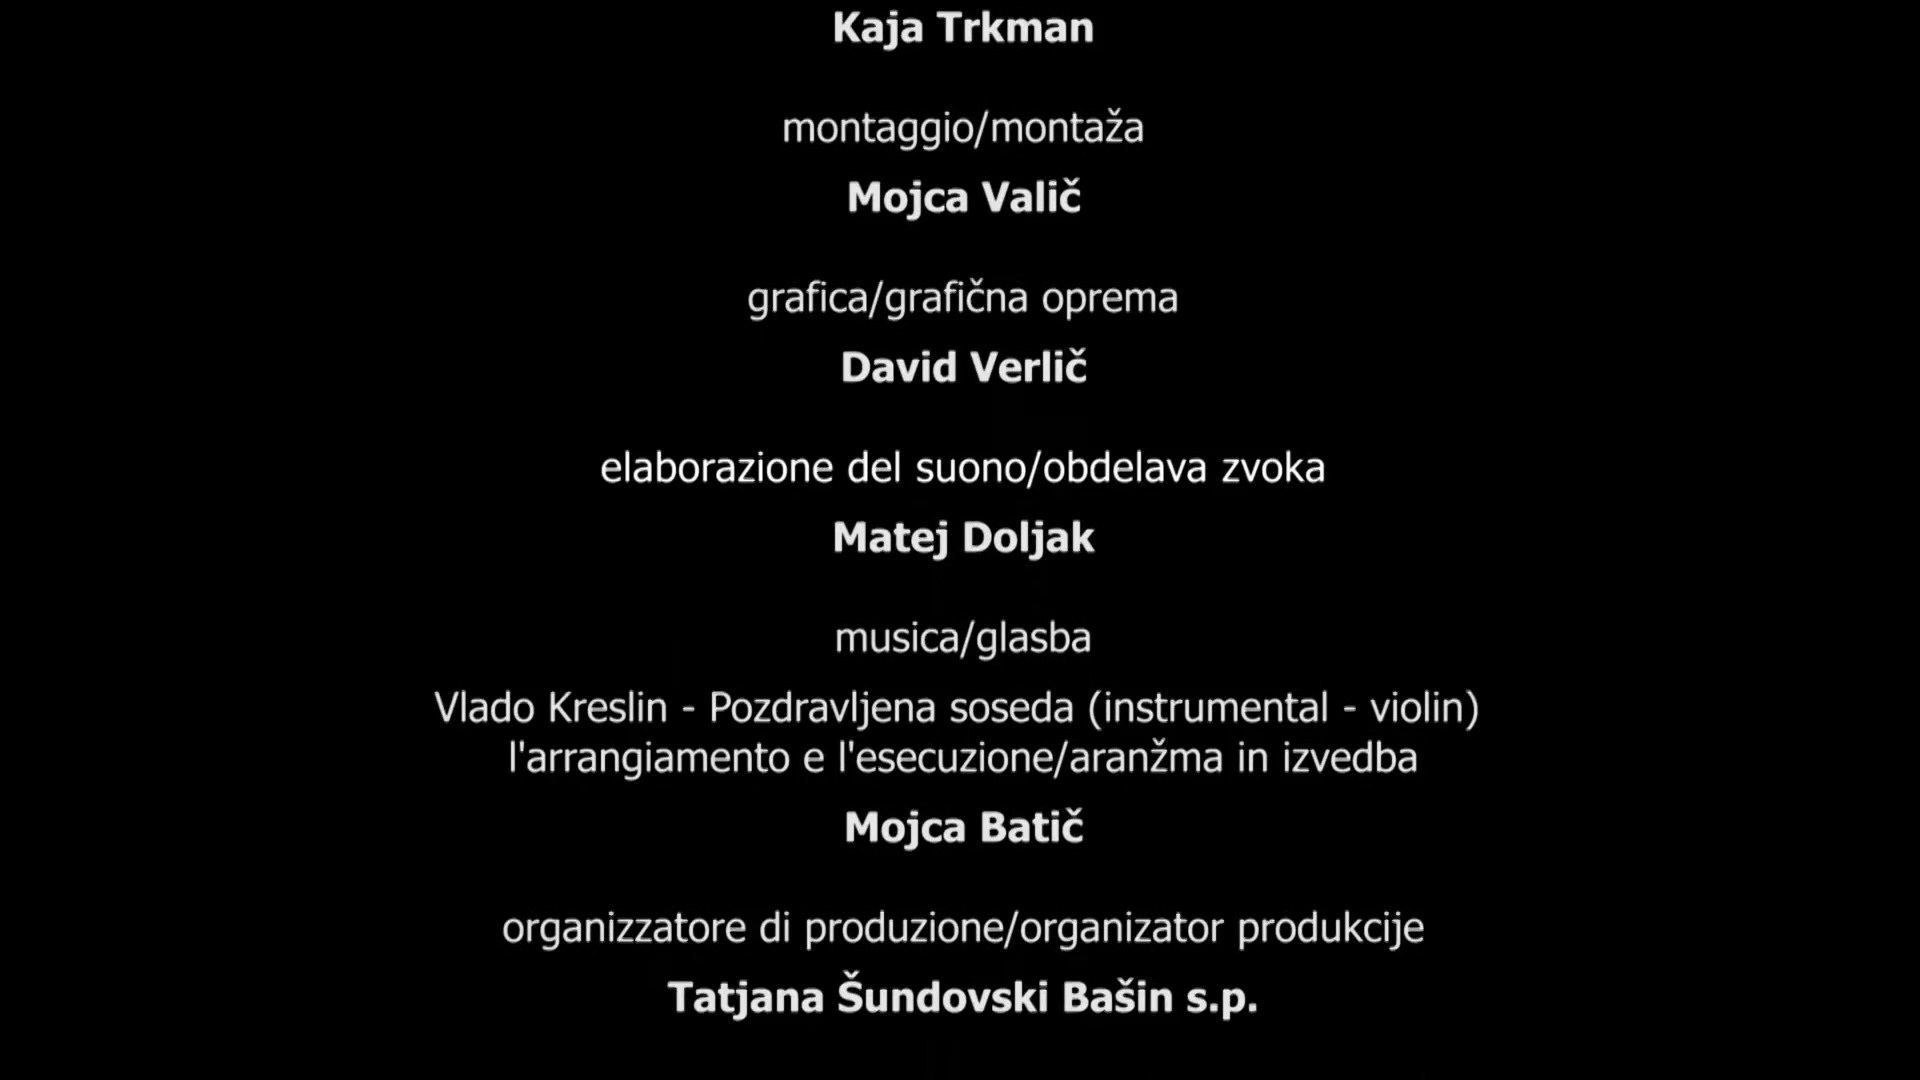 Kaja Trkman
montaggio/montaža
Mojca Valič
grafica/grafična oprema
David Verlič
elaborazione del suono/obdelava zvoka
Matej Doljak
musica/glasba
Vlado Kreslin - Pozdravljena soseda (instrumental - violin)
l'arrangiamento e l'esecuzione/aranžma in izvedba
Mojca Batič
organizzatore di produzione/organizator produkcije
Tatjana Šundovski Bašin s.p.